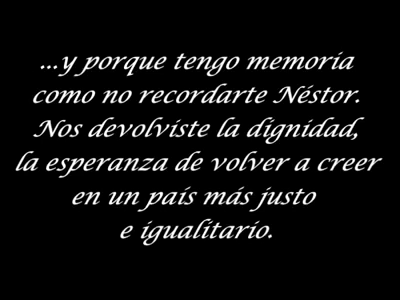 ...y porque tengo memoria
como no recordarte Néstor.
Nos devolviste la dignidad,
la esperanza de volver a creer
en un país más justo
e igualitario.